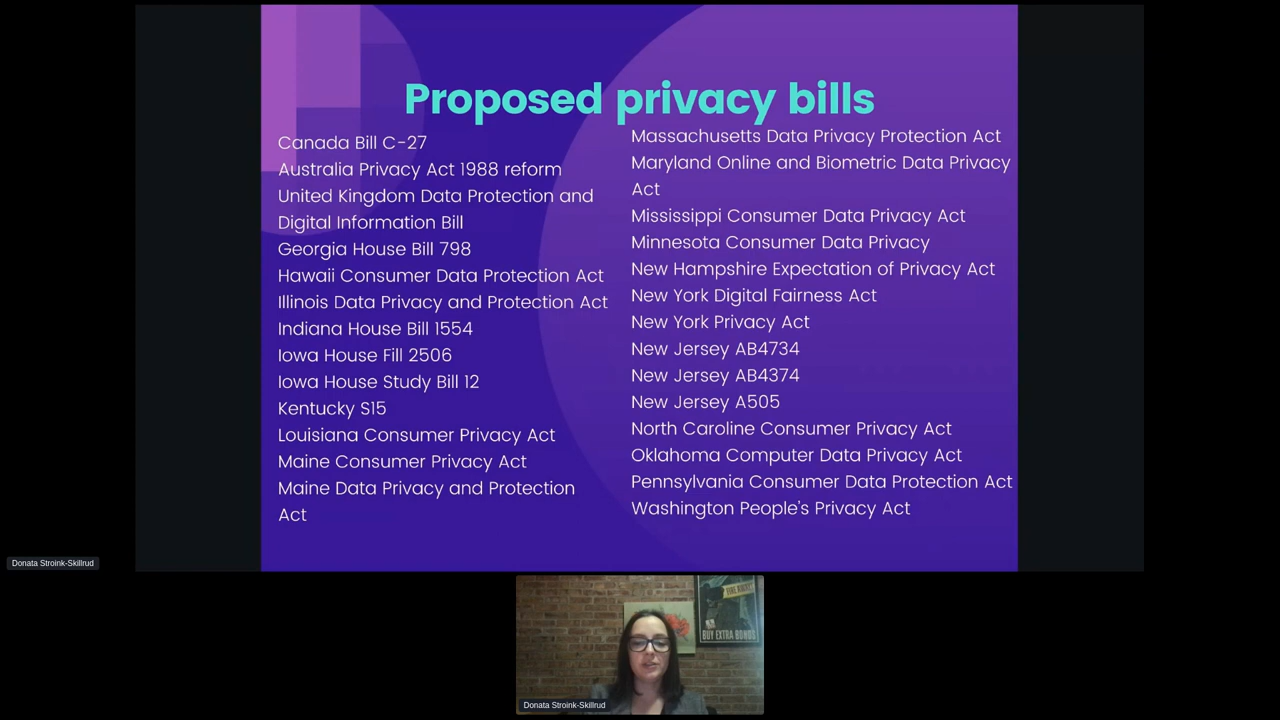 Proposed privacy bills
Canada Bill C-27
Australia Privacy Act 1988 reform
United Kingdom Data Protection and
Digital Information Bill
Georgia House Bill 798
Hawaii Consumer Data Protection Act
Illinois Data Privacy and Protection Act
Indiana House Bill 1554
Iowa House Fill 2506
Iowa House Study Bill 12
Kentucky S15
Louisiana Consumer Privacy Act
Maine Consumer Privacy Act
Maine Data Privacy and Protection
Act
Massachusetts Data Privacy Protection Act
Maryland Online and Biometric Data Privacy
Act
Mississippi Consumer Data Privacy Act
Minnesota Consumer Data Privacy
New Hampshire Expectation of Privacy Act
New York Digital Fairness Act
New York Privacy Act
New Jersey AB4734
New Jersey AB4374
New Jersey A505
North Caroline Consumer Privacy Act
Oklahoma Computer Data Privacy Act
Pennsylvania Consumer Data Protection Act
Washington People's Privacy Act
Donata Stroink-Skillrud
BUY EXTRA BONDS
Donata Stroink-Skillrud